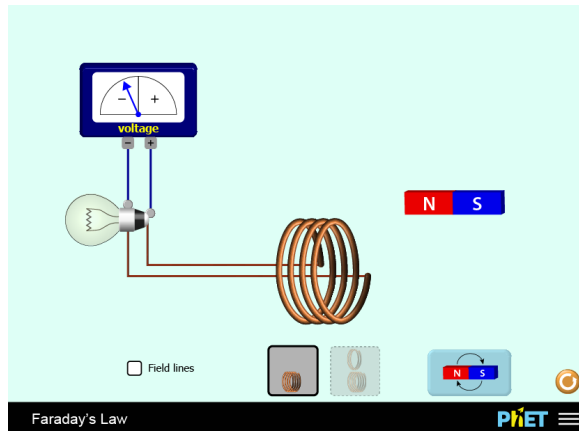 − +
voltage
− +
N S
Field lines
N S
Faraday's Law
PhET